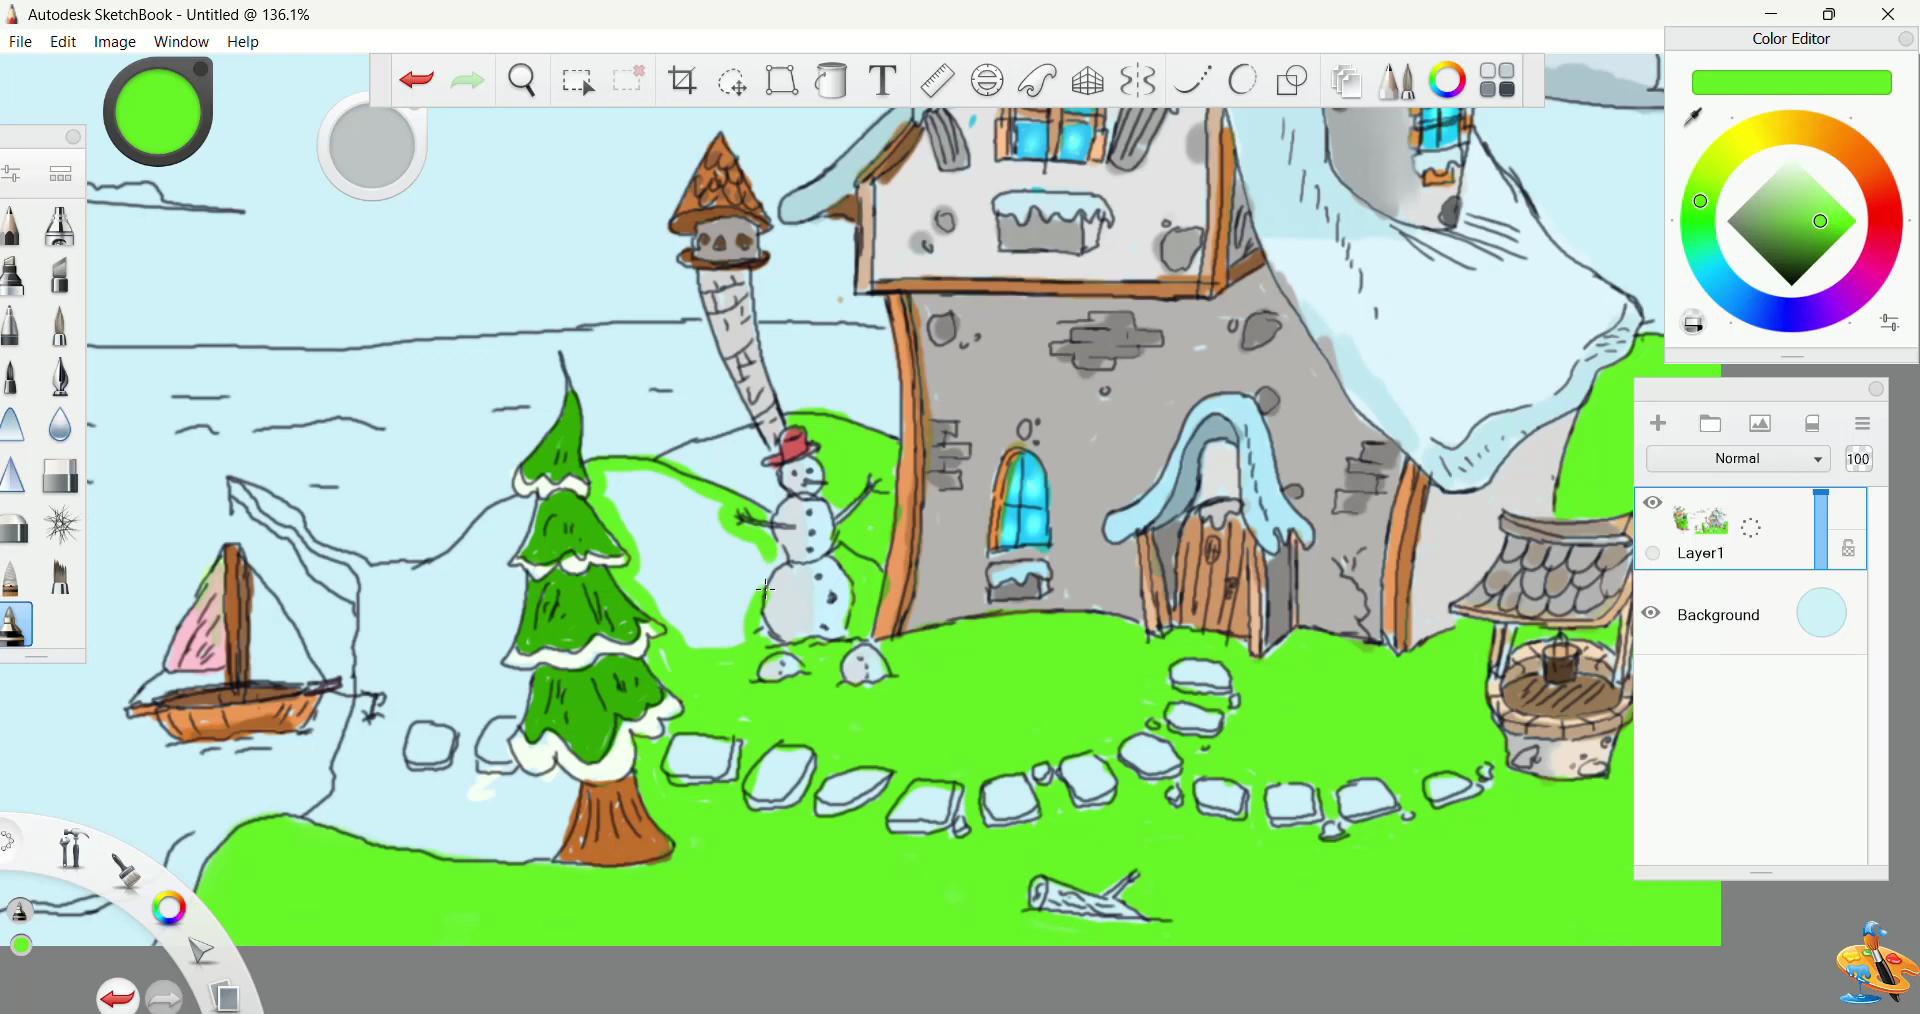 Autodesk SketchBook - Untitled @ 136.1%
File Edit Image Window Help
Color Editor
Normal
100
Layer1
Background